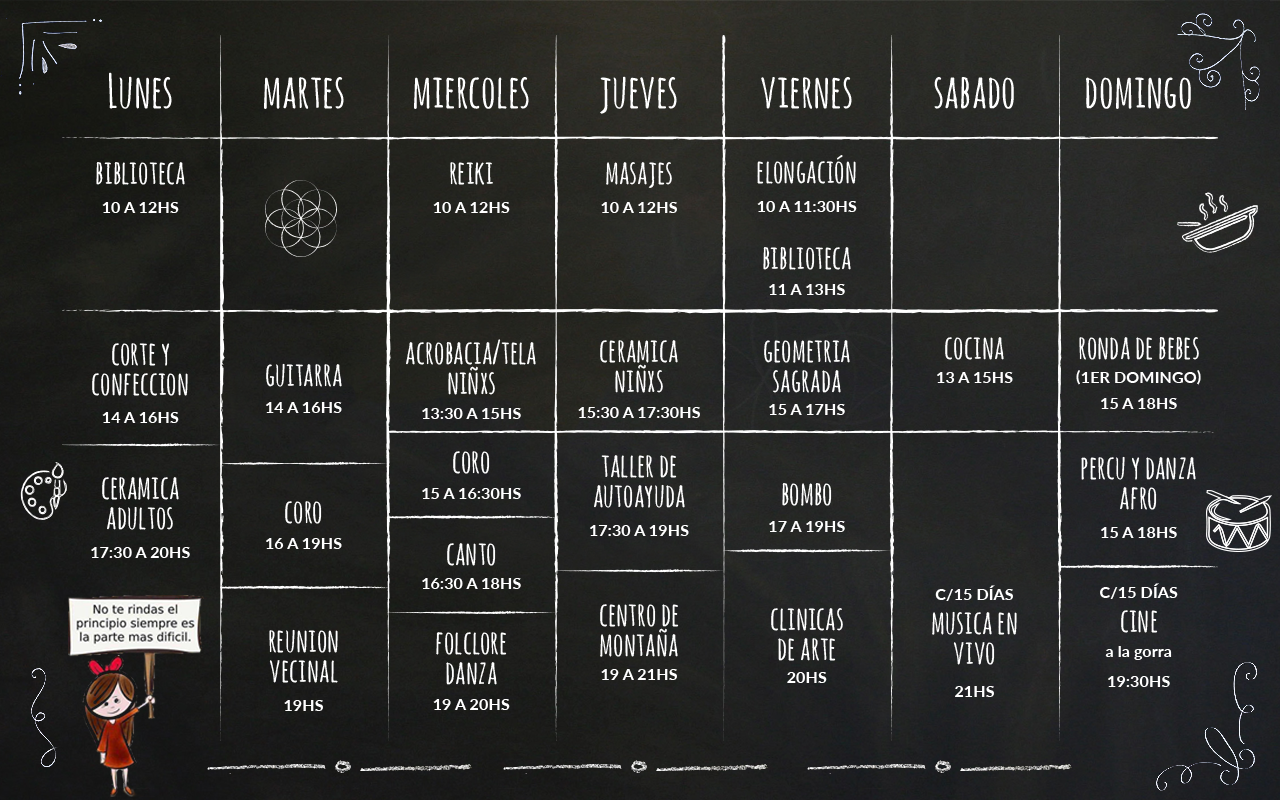 LUNES
MARTES
MIERCOLES
JUEVES
VIERNES
SABADO
DOMINGO
BIBLIOTECA
10 A 12HS
REIKI
10 A 12HS
MASAJES
10 A 12HS
ELONGACIÓN
10 A 11:30HS
BIBLIOTECA
11 A 13HS
CORTE Y
CONFECCION
14 A 16HS
GUITARRA
14 A 16HS
ACROBACIA/TELA
NIÑXS
13:30 A 15HS
CERAMICA
NIÑXS
15:30 A 17:30HS
GEOMETRIA
SAGRADA
15 A 17HS
COCINA
13 A 15HS
RONDA DE BEBES
(1ER DOMINGO)
15 A 18HS
CERAMICA
ADULTOS
17:30 A 20HS
CORO
16 A 19HS
CORO
15 A 16:30HS
CANTO
16:30 A 18HS
TALLER DE
AUTOAYUDA
17:30 A 19HS
BOMBO
17 A 19HS
PERCU Y DANZA
AFRO
15 A 18HS
No te rindas el
principio siempre es
la parte mas dificil.
REUNION
VECINAL
19HS
FOLCLORE
DANZA
19 A 20HS
CENTRO DE
MONTAÑA
19 A 21HS
CLINICAS
DE ARTE
20HS
C/15 DÍAS
MUSICA EN
VIVO
21HS
C/15 DÍAS
CINE
a la gorra
19:30HS